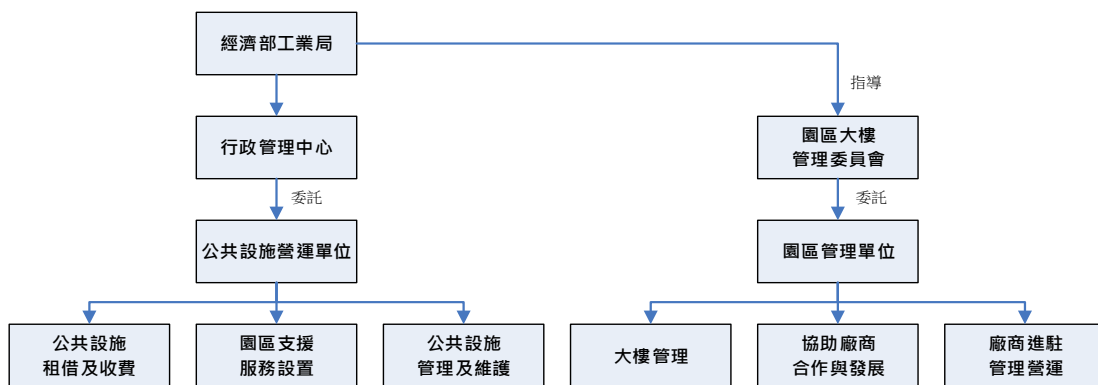 經濟部工業局
指導
行政管理中心
園區大樓
管理委員會
委託
委託
公共設施營運單位
園區管理單位
公共設施
租借及收費
園區支援
服務設置
公共設施
管理及維護
大樓管理
協助廠商
合作與發展
廠商進駐
管理營運